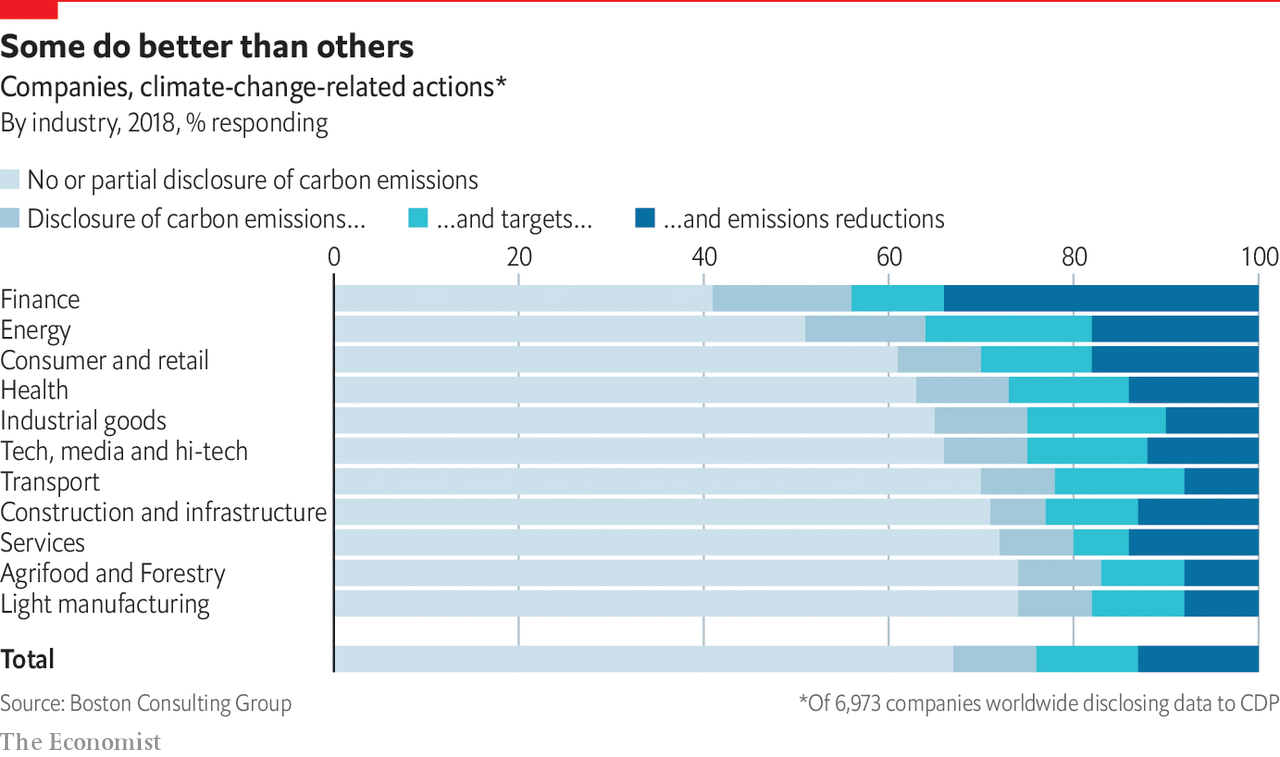 Some do better than others
Companies, climate-change-related actions*
By industry, 2018, % responding
No or partial disclosure of carbon emissions
Disclosure of carbon emissions... ...and targets... ...and emissions reductions
0 20 40 60 80 100
Finance
Energy
Consumer and retail
Health
Industrial goods
Tech, media and hi-tech
Transport
Construction and infrastructure
Services
Agrifood and Forestry
Light manufacturing
Total
Source: Boston Consulting Group *Of 6,973 companies worldwide disclosing data to CDP
The Economist